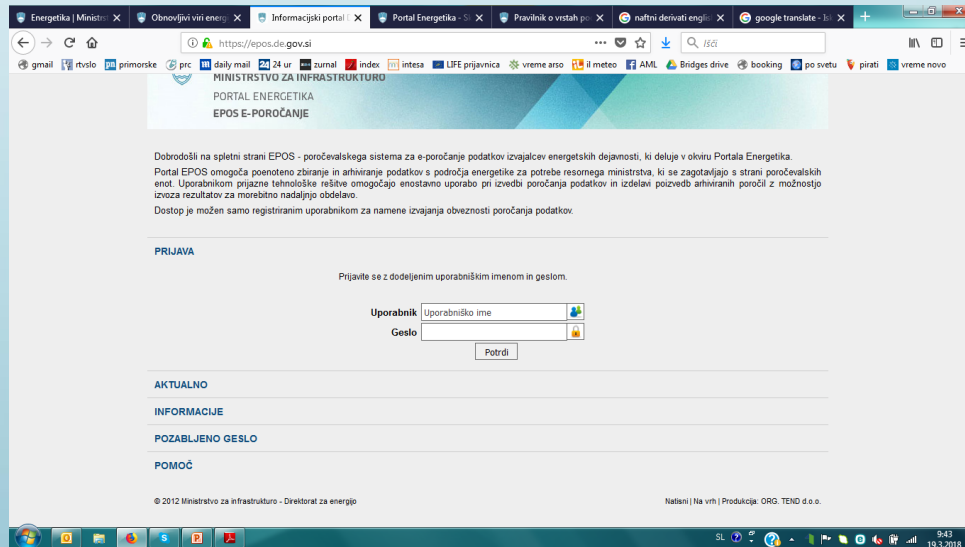 Energetika | Ministrst
Obnovljivi viri energ
Informacijski portal E
Portal Energetika - Sl
Pravilnik o vrstah po
naftni derivati englis
google translate - Isk
https://epos.de.gov.si
Išči
gmail rtvslo primorske prc daily mail 24 ur zurnal index intesa LIFE prijavnica vreme arso il meteo AML Bridges drive booking po svetu pirati vreme novo
MINISTRSTVO ZA INFRASTRUKTURO
PORTAL ENERGETIKA
EPOS E-POROČANJE
Dobrodošli na spletni strani EPOS - poročevalskega sistema za e-poročanje podatkov izvajalcev energetskih dejavnosti, ki deluje v okviru Portala Energetika.
Portal EPOS omogoča poenoteno zbiranje in arhiviranje podatkov s področja energetike za potrebe resornega ministrstva, ki se zagotavljajo s strani poročevalskih
enot. Uporabnikom prijazne tehnološke rešitve omogočajo enostavno uporabo pri izvedbi poročanja podatkov in izdelavi poizvedb arhiviranih poročil z možnostjo
izvoza rezultatov za morebitno nadaljnjo obdelavo.
Dostop je možen samo registriranim uporabnikom za namene izvajanja obveznosti poročanja podatkov.
PRIJAVA
Prijavite se z dodeljenim uporabniškim imenom in geslom.
Uporabnik Uporabniško ime
Geslo
Potrdi
AKTUALNO
INFORMACIJE
POZABLJENO GESLO
POMOČ
© 2012 Ministrstvo za infrastrukturo - Direktorat za energijo
Natisni | Na vrh | Produkcija: ORG. TEND d.o.o.
SL
9:43
19.3.2018